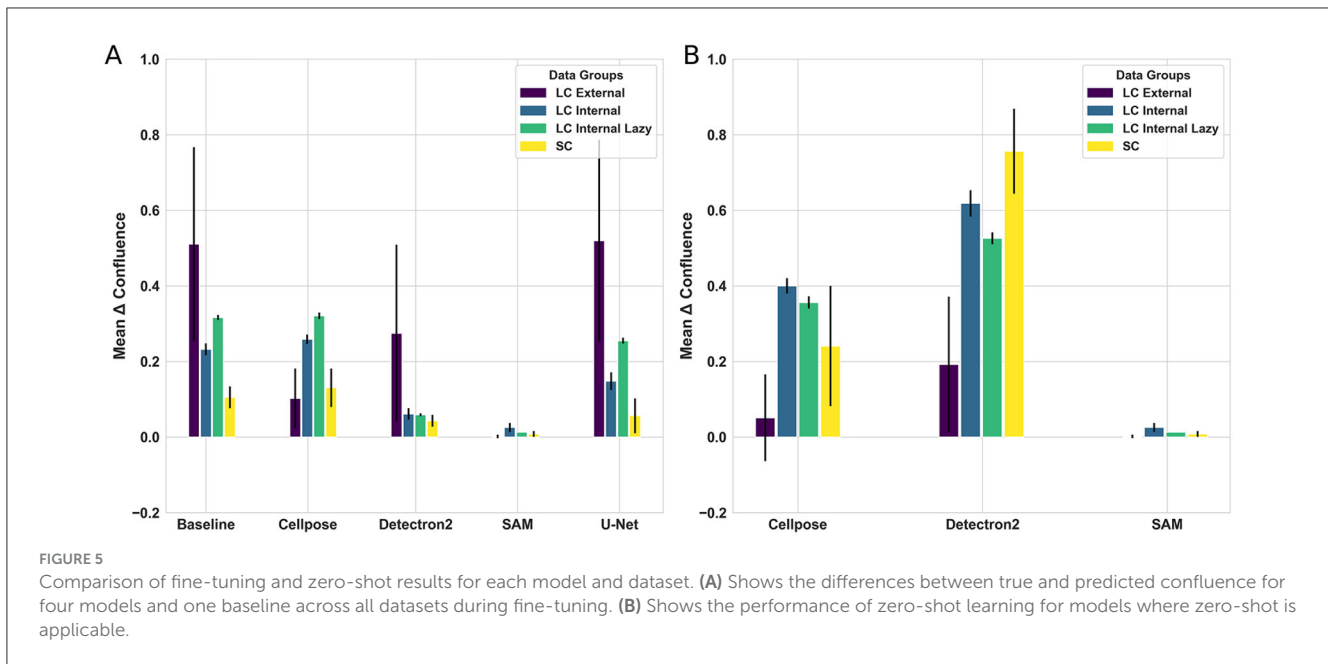 A
1.0
0.8
0.6
0.4
0.2
0.0
−0.2
Mean Δ Confluence
Data Groups
LC External
LC Internal
LC Internal Lazy
SC
Baseline Cellpose Detectron2 SAM U-Net
B
1.0
0.8
0.6
0.4
0.2
0.0
−0.2
Mean Δ Confluence
Data Groups
LC External
LC Internal
LC Internal Lazy
SC
Cellpose Detectron2 SAM
FIGURE 5
Comparison of fine-tuning and zero-shot results for each model and dataset. (A) Shows the differences between true and predicted confluence for
four models and one baseline across all datasets during fine-tuning. (B) Shows the performance of zero-shot learning for models where zero-shot is
applicable.